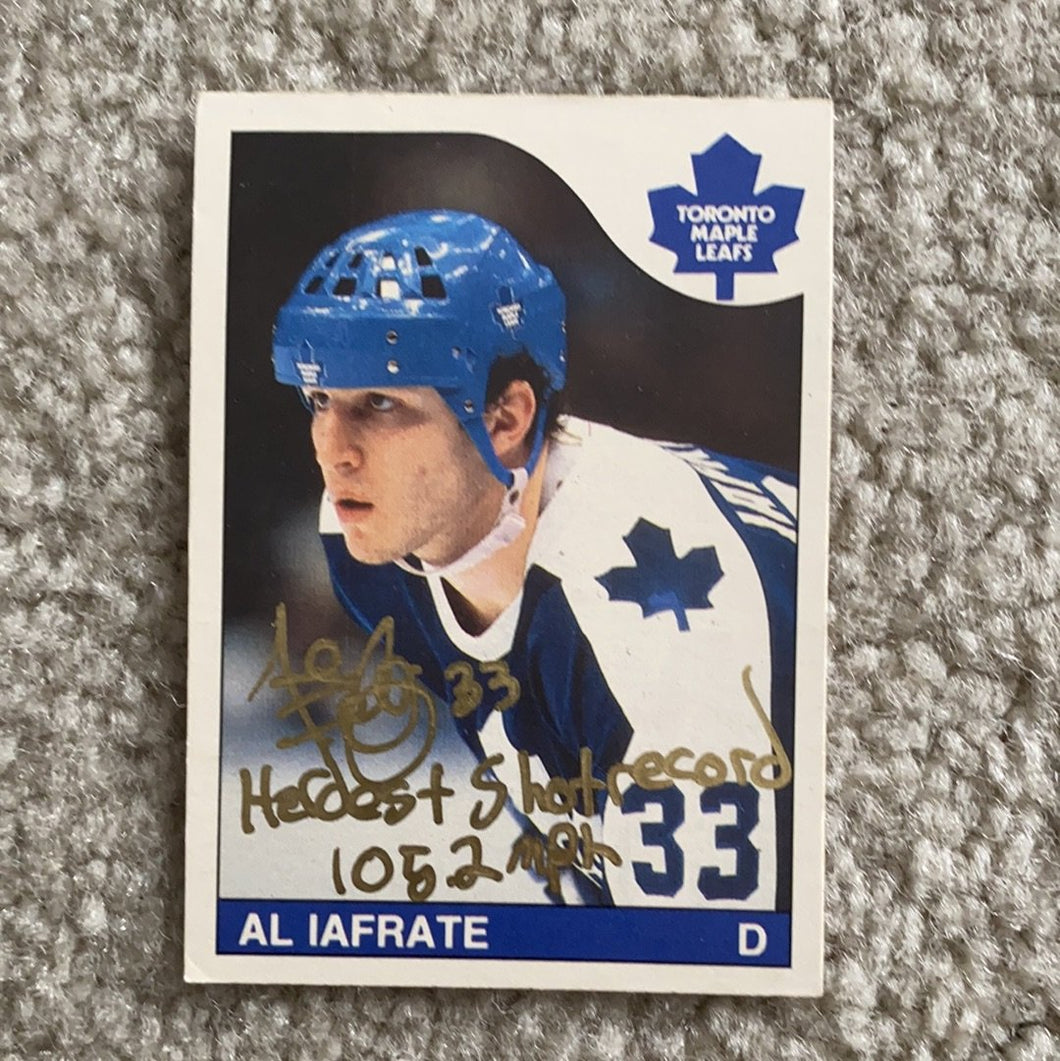 TORONTO
MAPLE
LEAFS
33
Hardest Shot record
105.2 mph
33
AL IAFRATE D